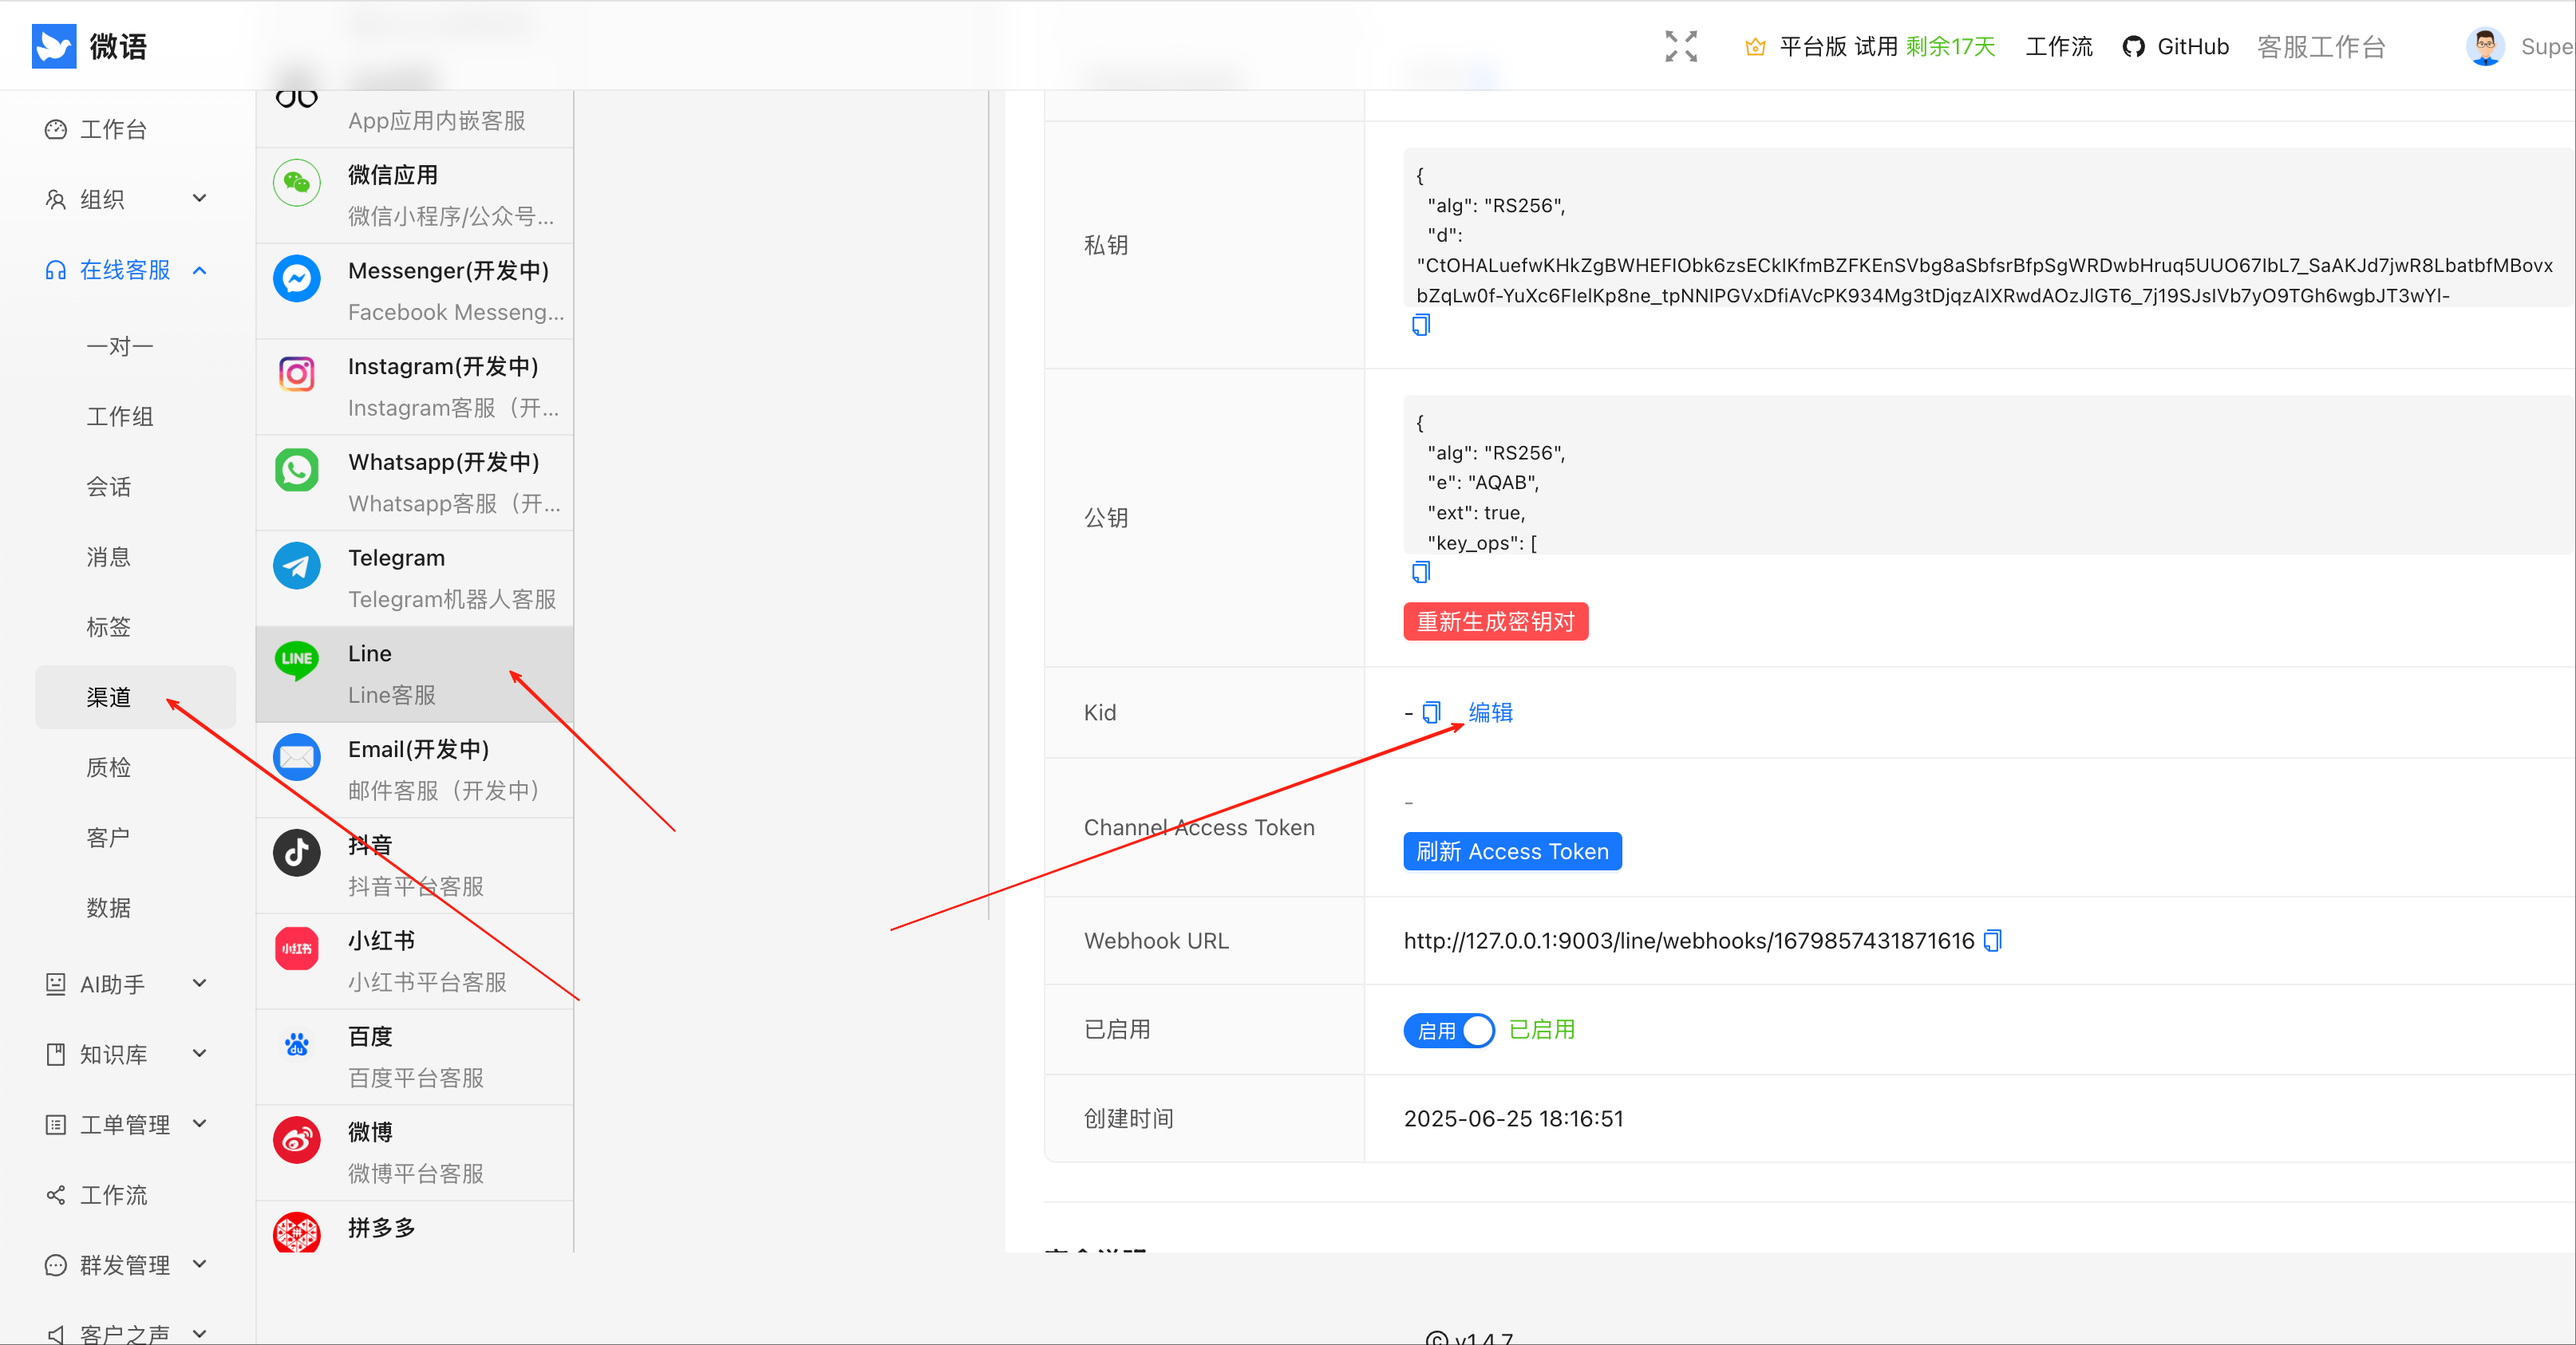 微语
平台版 试用 剩余17天
工作流
GitHub
客服工作台
Supe
工作台
组织
在线客服
一对一
工作组
会话
消息
标签
渠道
质检
客户
数据
AI助手
知识库
工单管理
工作流
群发管理
客户之声
App应用内嵌客服
微信应用
微信小程序/公众号...
Messenger(开发中)
Facebook Messeng...
Instagram(开发中)
Instagram客服（开...
Whatsapp(开发中)
Whatsapp客服（开...
Telegram
Telegram机器人客服
LINE
Line
Line客服
Email(开发中)
邮件客服（开发中）
抖音
抖音平台客服
小红书
小红书
小红书平台客服
du
百度
百度平台客服
微博
微博平台客服
拼多多
私钥
{
"alg": "RS256",
"d":
"CtOHALuefwKHkZgBWHEFIObk6zsECkIKfmBZFKEnSVbg8aSbfsrBfpSgWRDwbHruq5UUO67IbL7_SaAKJd7jwR8LbatbfMBovx
bZqLw0f-YuXc6FIelKp8ne_tpNNIPGVxDfiAVcPK934Mg3tDjqzAIXRwdAOzJlGT6_7j19SJsIVb7yO9TGh6wgbJT3wYI-
公钥
{
"alg": "RS256",
"e": "AQAB",
"ext": true,
"key_ops": [
重新生成密钥对
Kid
- 编辑
Channel Access Token
-
刷新 Access Token
Webhook URL
http://127.0.0.1:9003/line/webhooks/1679857431871616
已启用
启用 已启用
创建时间
2025-06-25 18:16:51
© v1.4.7